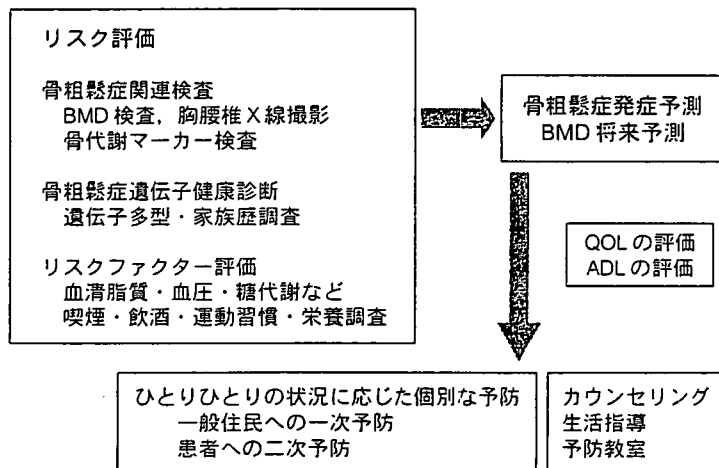 リスク評価
骨粗鬆症関連検査
BMD 検査，胸腰椎 X 線撮影
骨代謝マーカー検査
骨粗鬆症遺伝子健康診断
遺伝子多型・家族歴調査
リスクファクター評価
血清脂質・血圧・糖代謝など
喫煙・飲酒・運動習慣・栄養調査
骨粗鬆症発症予測
BMD 将来予測
QOL の評価
ADL の評価
ひとりひとりの状況に応じた個別な予防
一般住民への一次予防
患者への二次予防
カウンセリング
生活指導
予防教室